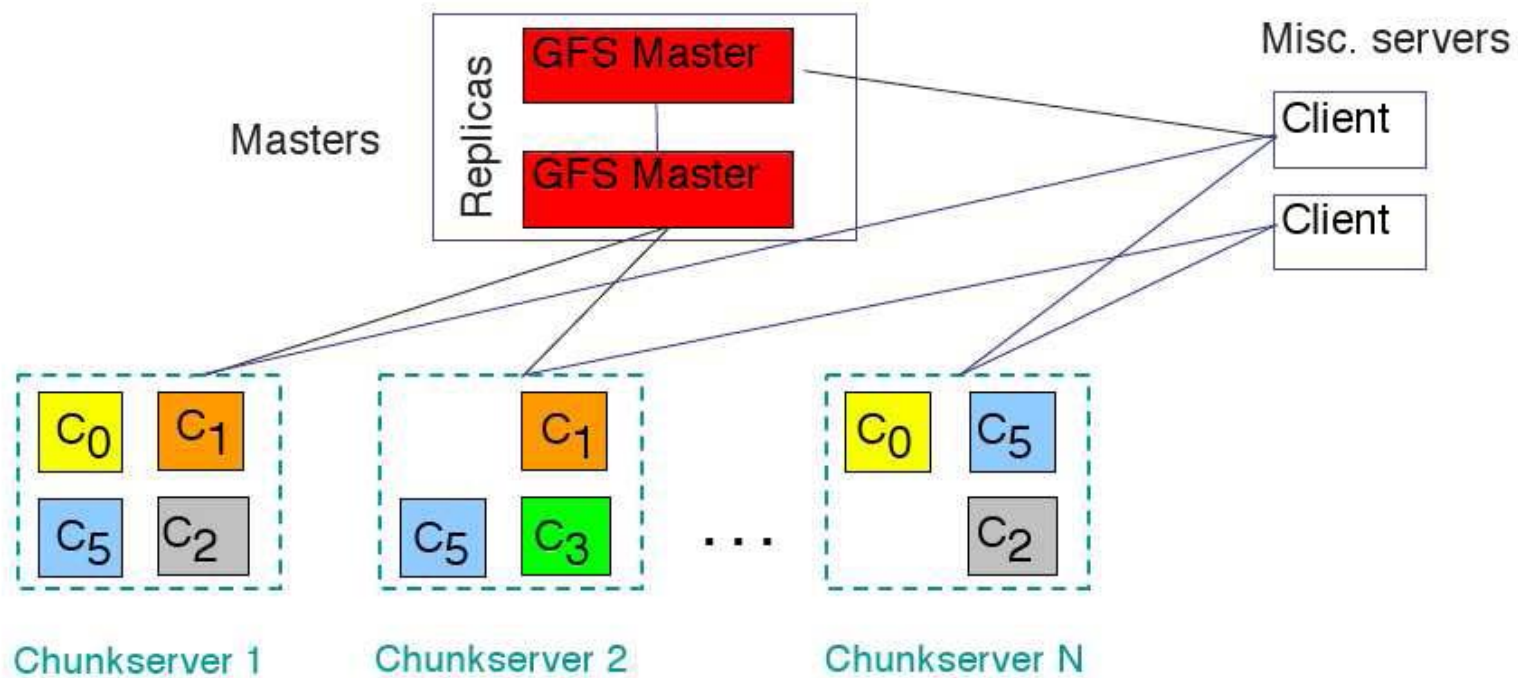 GFS Master
Misc. servers
Replicas
Client
Masters
GFS Master
Client
C0 C1
C1
C0 C5
C5 C2
C5 C3
. . .
C2
Chunkserver 1
Chunkserver 2
Chunkserver N